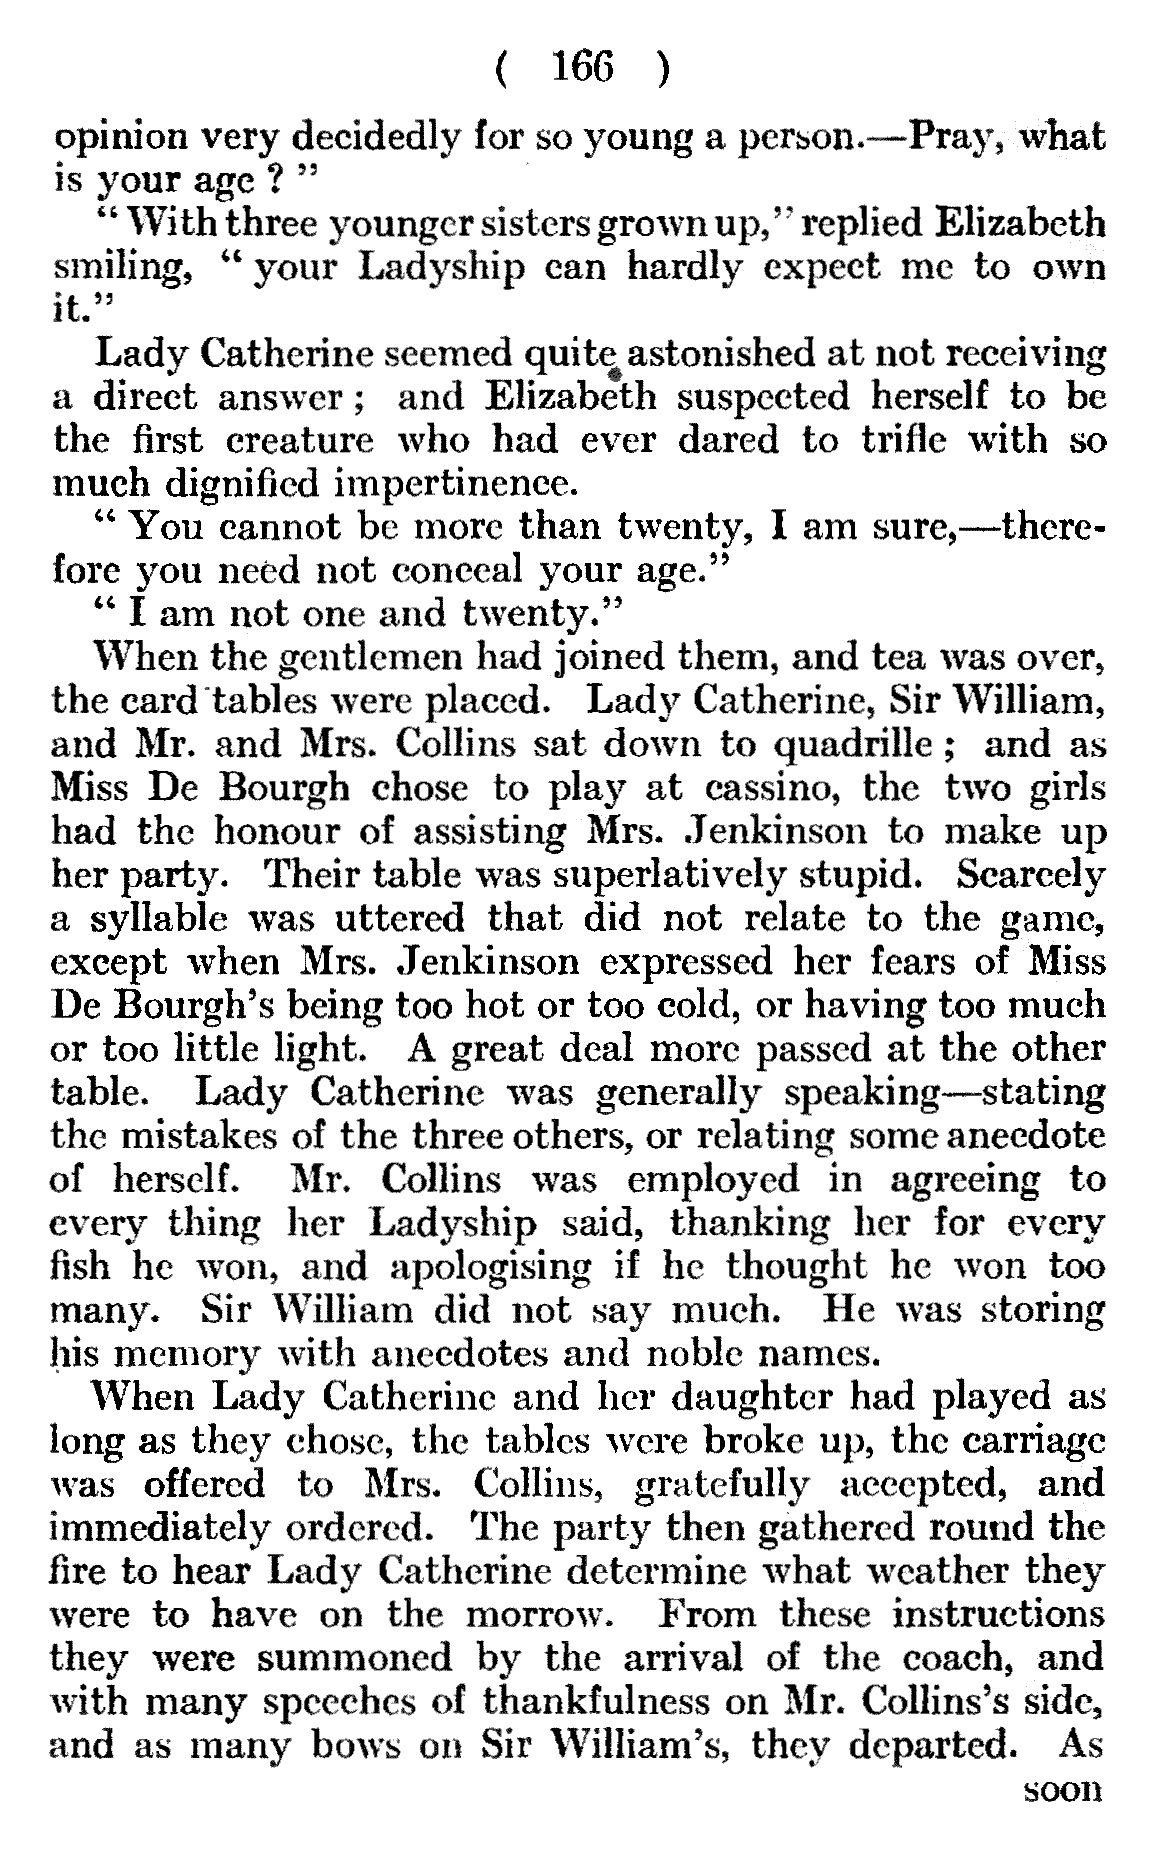 ( 166 )
opinion very decidedly for so young a person.—Pray, what
is your age ? ”
“ With three younger sisters grown up,” replied Elizabeth
smiling, “ your Ladyship can hardly expect me to own
it.”
Lady Catherine seemed quite astonished at not receiving
a direct answer ; and Elizabeth suspected herself to be
the first creature who had ever dared to trifle with so
much dignified impertinence.
“ You cannot be more than twenty, I am sure,—there-
fore you need not conceal your age.”
“ I am not one and twenty.”
When the gentlemen had joined them, and tea was over,
the card tables were placed. Lady Catherine, Sir William,
and Mr. and Mrs. Collins sat down to quadrille ; and as
Miss De Bourgh chose to play at cassino, the two girls
had the honour of assisting Mrs. Jenkinson to make up
her party. Their table was superlatively stupid. Scarcely
a syllable was uttered that did not relate to the game,
except when Mrs. Jenkinson expressed her fears of Miss
De Bourgh’s being too hot or too cold, or having too much
or too little light. A great deal more passed at the other
table. Lady Catherine was generally speaking—stating
the mistakes of the three others, or relating some anecdote
of herself. Mr. Collins was employed in agreeing to
every thing her Ladyship said, thanking her for every
fish he won, and apologising if he thought he won too
many. Sir William did not say much. He was storing
his memory with anecdotes and noble names.
When Lady Catherine and her daughter had played as
long as they chose, the tables were broke up, the carriage
was offered to Mrs. Collins, gratefully accepted, and
immediately ordered. The party then gathered round the
fire to hear Lady Catherine determine what weather they
were to have on the morrow. From these instructions
they were summoned by the arrival of the coach, and
with many speeches of thankfulness on Mr. Collins’s side,
and as many bows on Sir William’s, they departed. As
soon